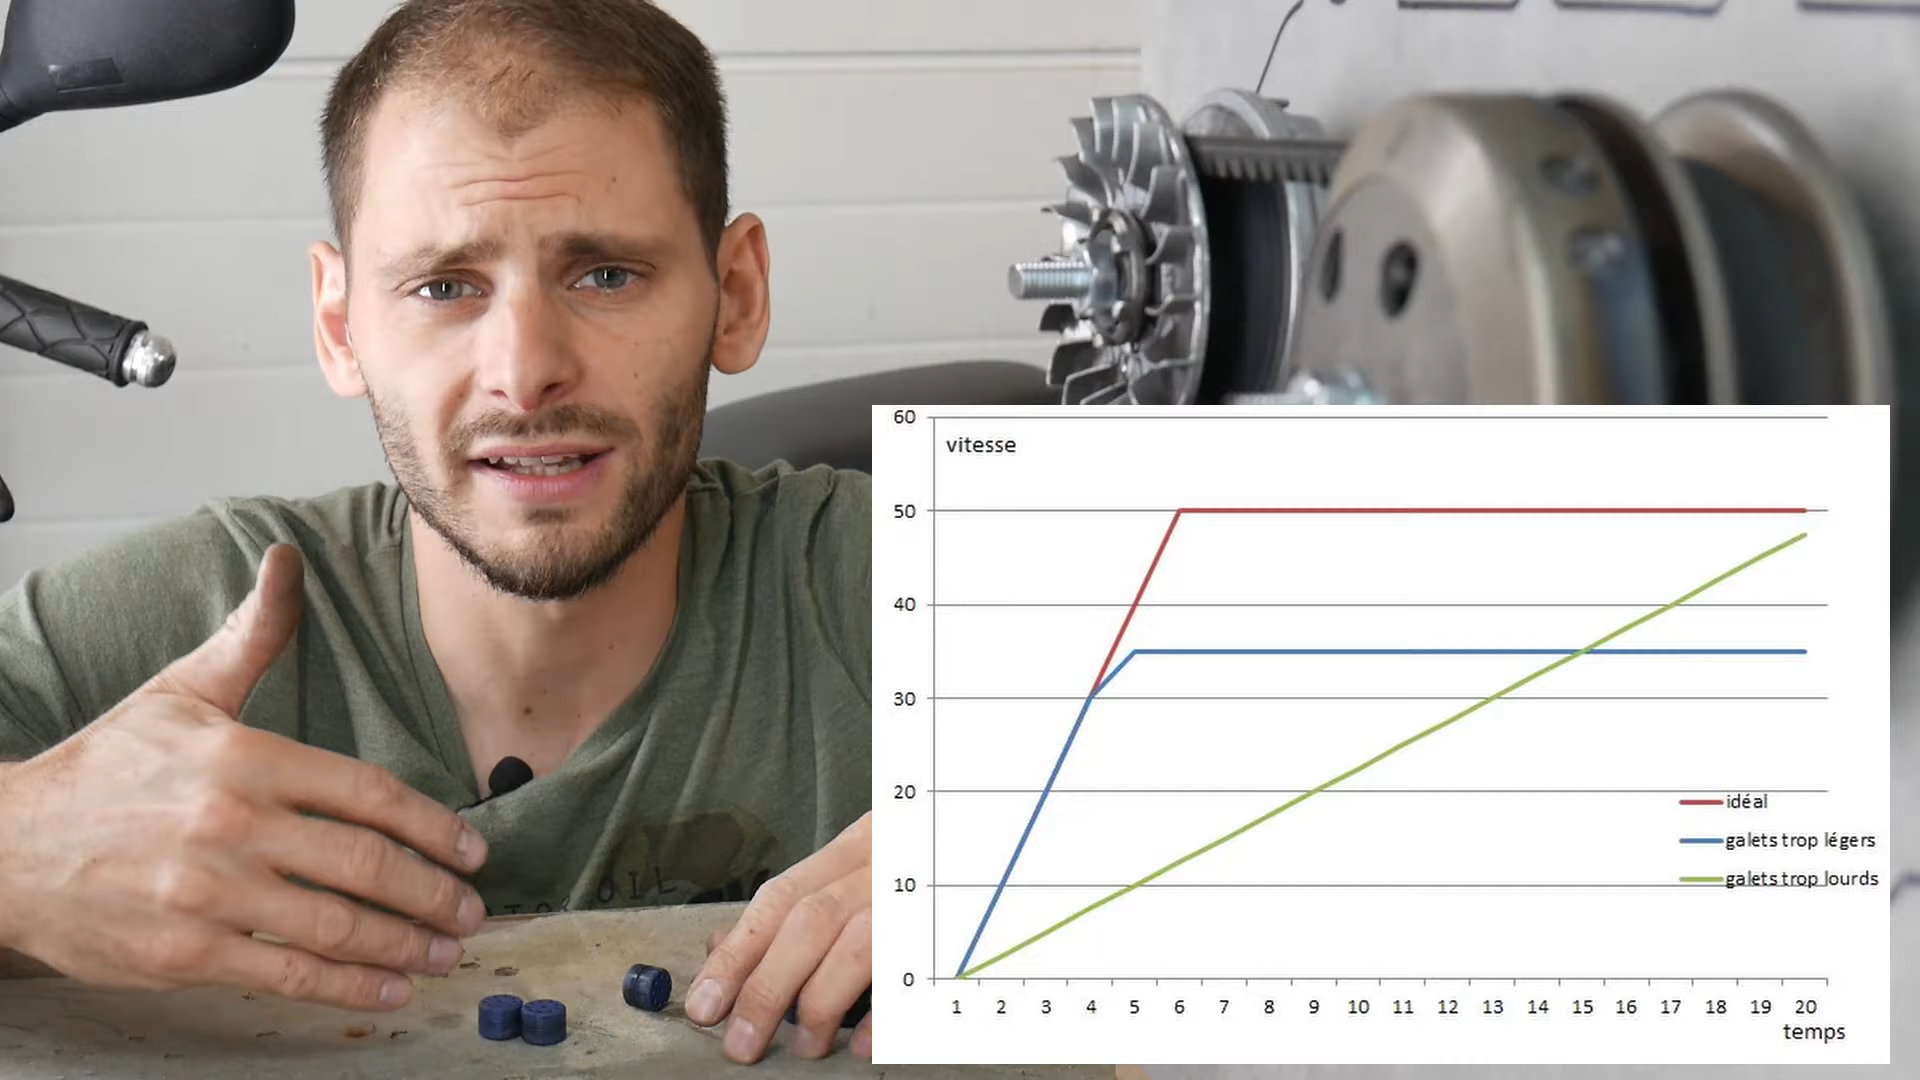 60
vitesse
50
40
30
20
10
0
idéal
galets trop légers
galets trop lourds
1 2 3 4 5 6 7 8 9 10 11 12 13 14 15 16 17 18 19 20
temps
OIL